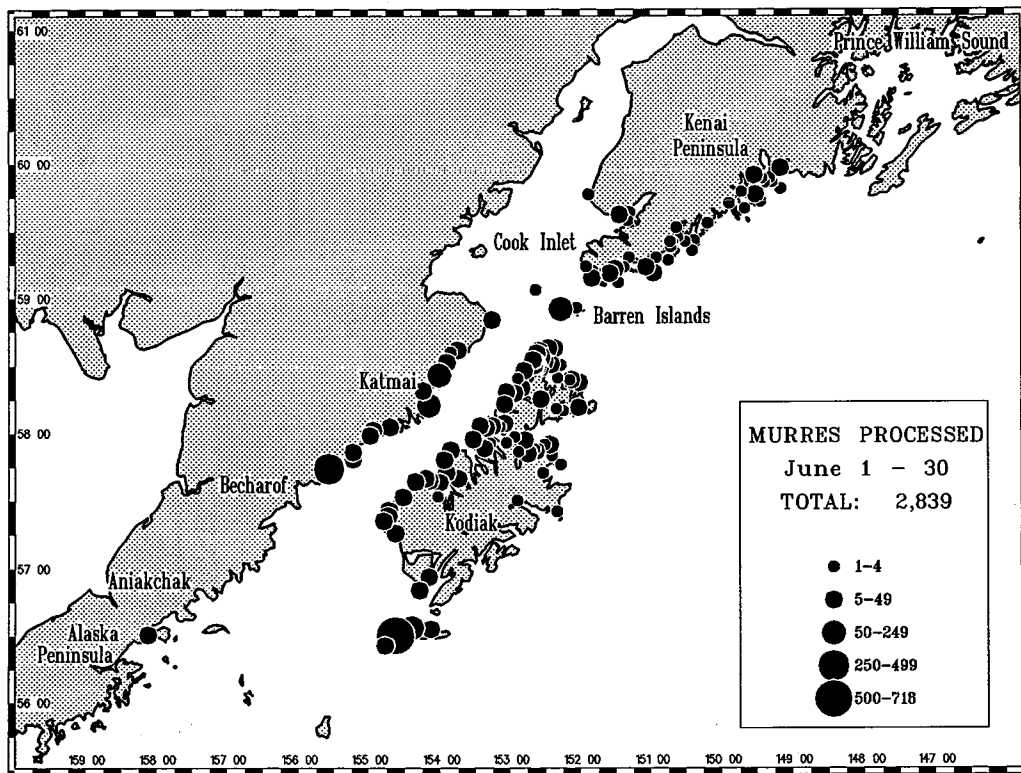 61 00
Prince William Sound
Kenai
Peninsula
60 00
Cook Inlet
59 00
Barren Islands
Katmai
58 00
Becharof
Kodiak
57 00
Aniakchak
Alaska
Peninsula
56 00
MURRES PROCESSED
June 1 - 30
TOTAL: 2,839
1-4
5-49
50-249
250-499
500-718
159 00
158 00
157 00
156 00
155 00
154 00
153 00
152 00
151 00
150 00
149 00
148 00
147 00